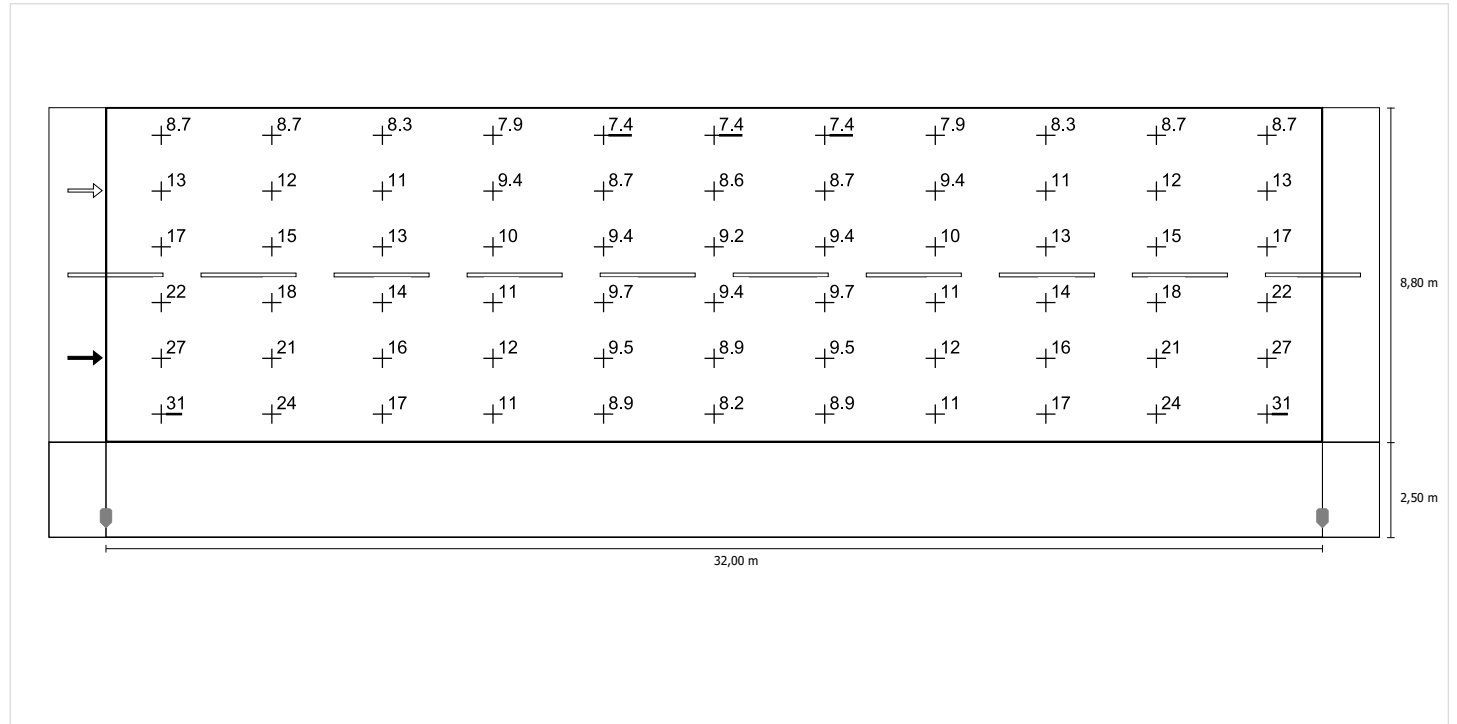 8.7 8.7 8.3 7.9 7.4 7.4 7.4 7.9 8.3 8.7 8.7
13 12 11 9.4 8.7 8.6 8.7 9.4 11 12 13
17 15 13 10 9.4 9.2 9.4 10 13 15 17
22 18 14 11 9.7 9.4 9.7 11 14 18 22
8,80 m
27 21 16 12 9.5 8.9 9.5 12 16 21 27
31 24 17 11 8.9 8.2 8.9 11 17 24 31
2,50 m
32,00 m